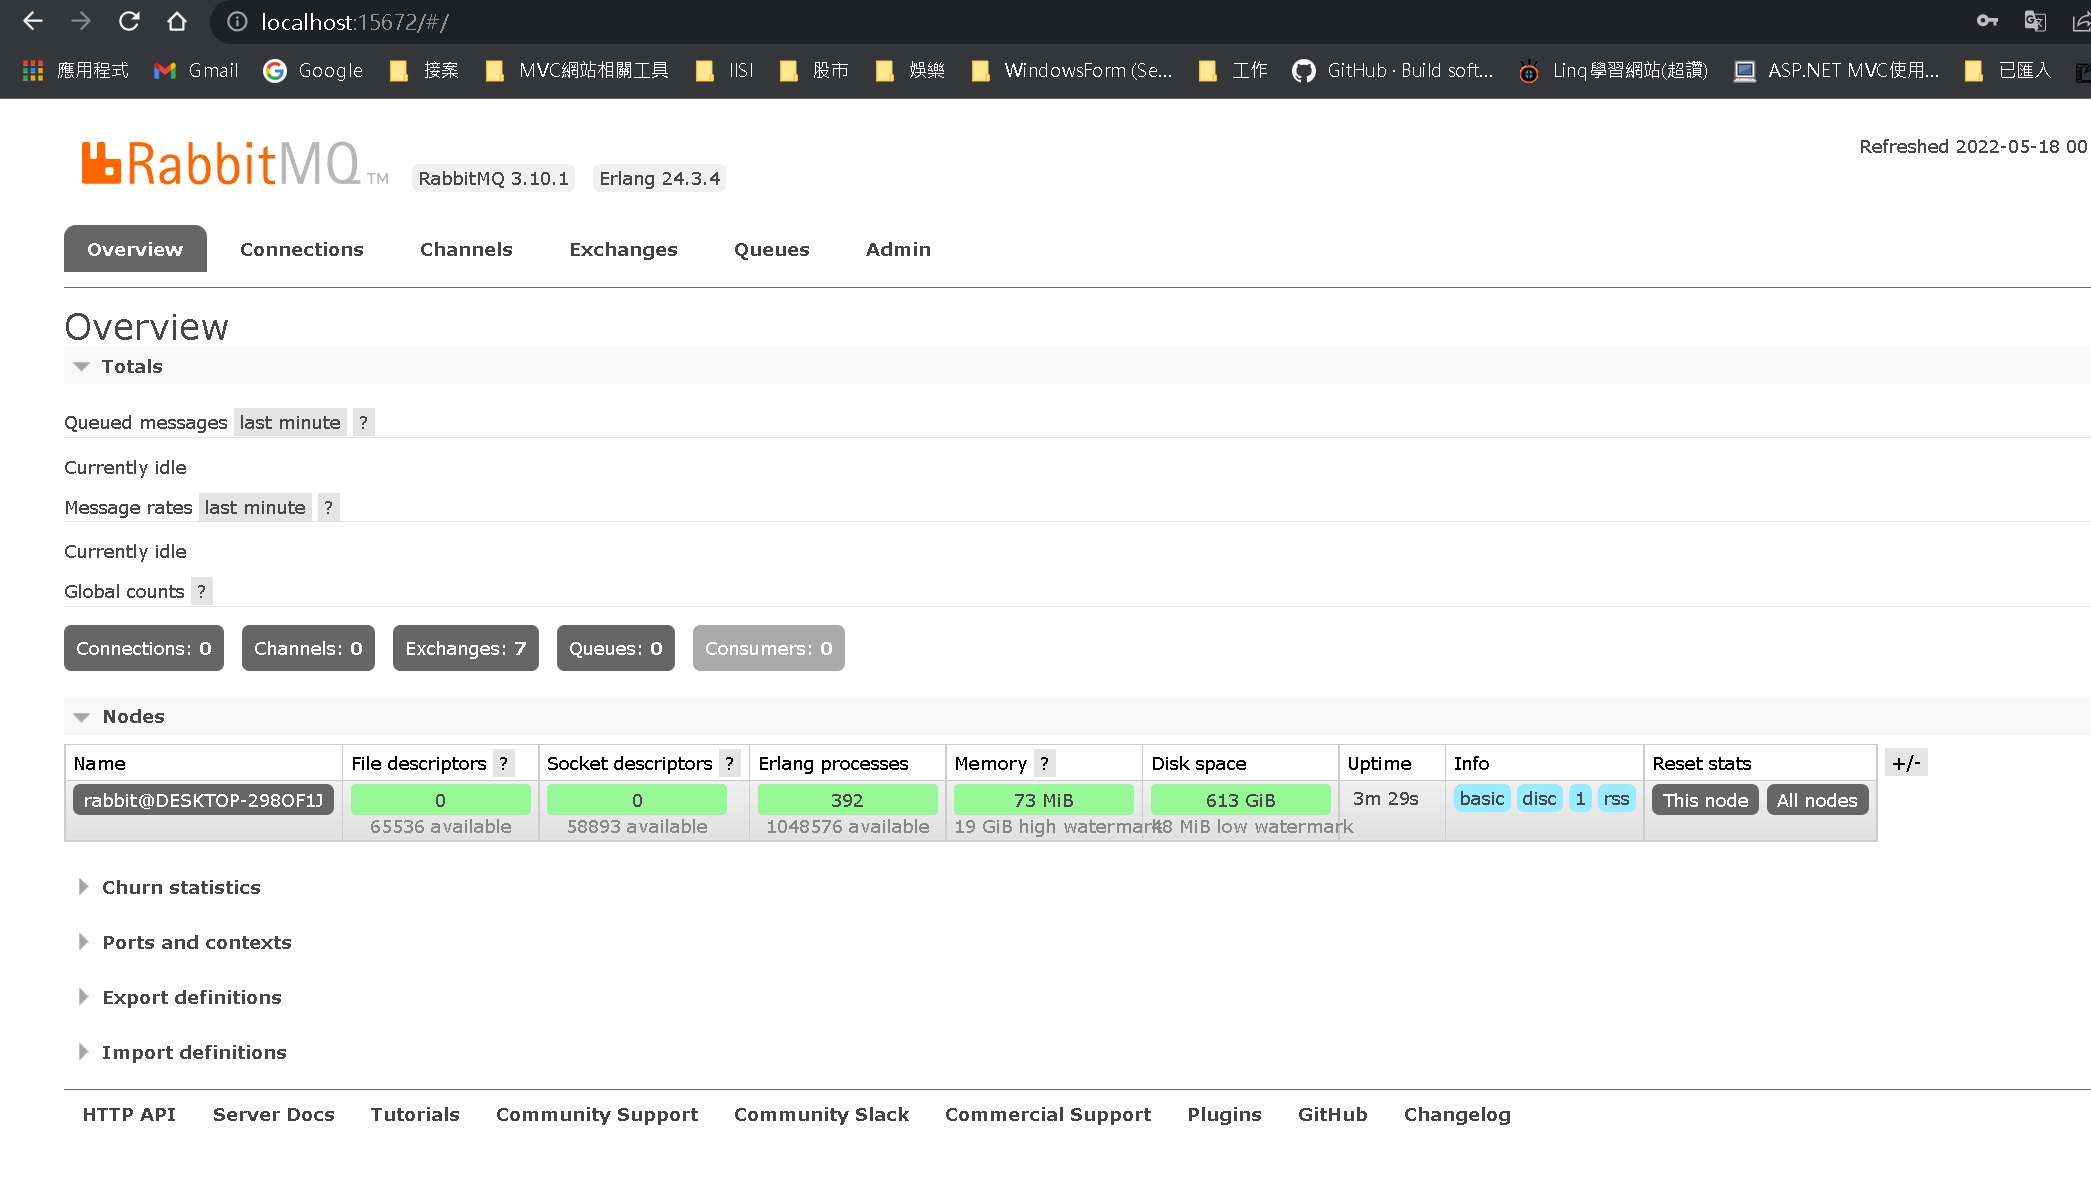 localhost:15672/#/
應用程式 Gmail Google 接案 MVC網站相關工具 IISI 股市 娛樂 WindowsForm (Se... 工作 GitHub · Build soft... Linq學習網站(超讚) ASP.NET MVC使用... 已匯入
Refreshed 2022-05-18 00
RabbitMQ TM RabbitMQ 3.10.1 Erlang 24.3.4
Overview Connections Channels Exchanges Queues Admin
Overview
Totals
Queued messages last minute ?
Currently idle
Message rates last minute ?
Currently idle
Global counts ?
Connections: 0 Channels: 0 Exchanges: 7 Queues: 0 Consumers: 0
Nodes
Name File descriptors ? Socket descriptors ? Erlang processes Memory ? Disk space Uptime Info Reset stats +/-
rabbit@DESKTOP-298OF1J 0 0 392 73 MiB 613 GiB 3m 29s basic disc 1 rss This node All nodes
65536 available 58893 available 1048576 available 19 GiB high watermark 48 MiB low watermark
Churn statistics
Ports and contexts
Export definitions
Import definitions
HTTP API Server Docs Tutorials Community Support Community Slack Commercial Support Plugins GitHub Changelog